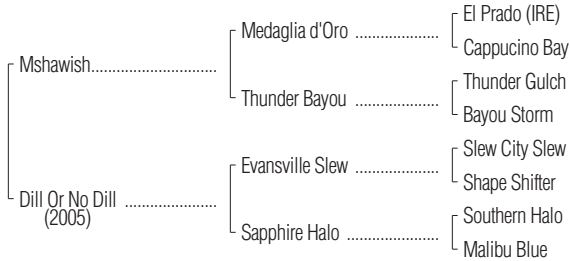 El Prado (IRE)
Medaglia d'Oro ..................
Cappucino Bay
Mshawish...........................
Thunder Gulch
Thunder Bayou ..................
Bayou Storm
Slew City Slew
Evansville Slew ..................
Shape Shifter
Dill Or No Dill ...................
(2005)
Southern Halo
Sapphire Halo ....................
Malibu Blue